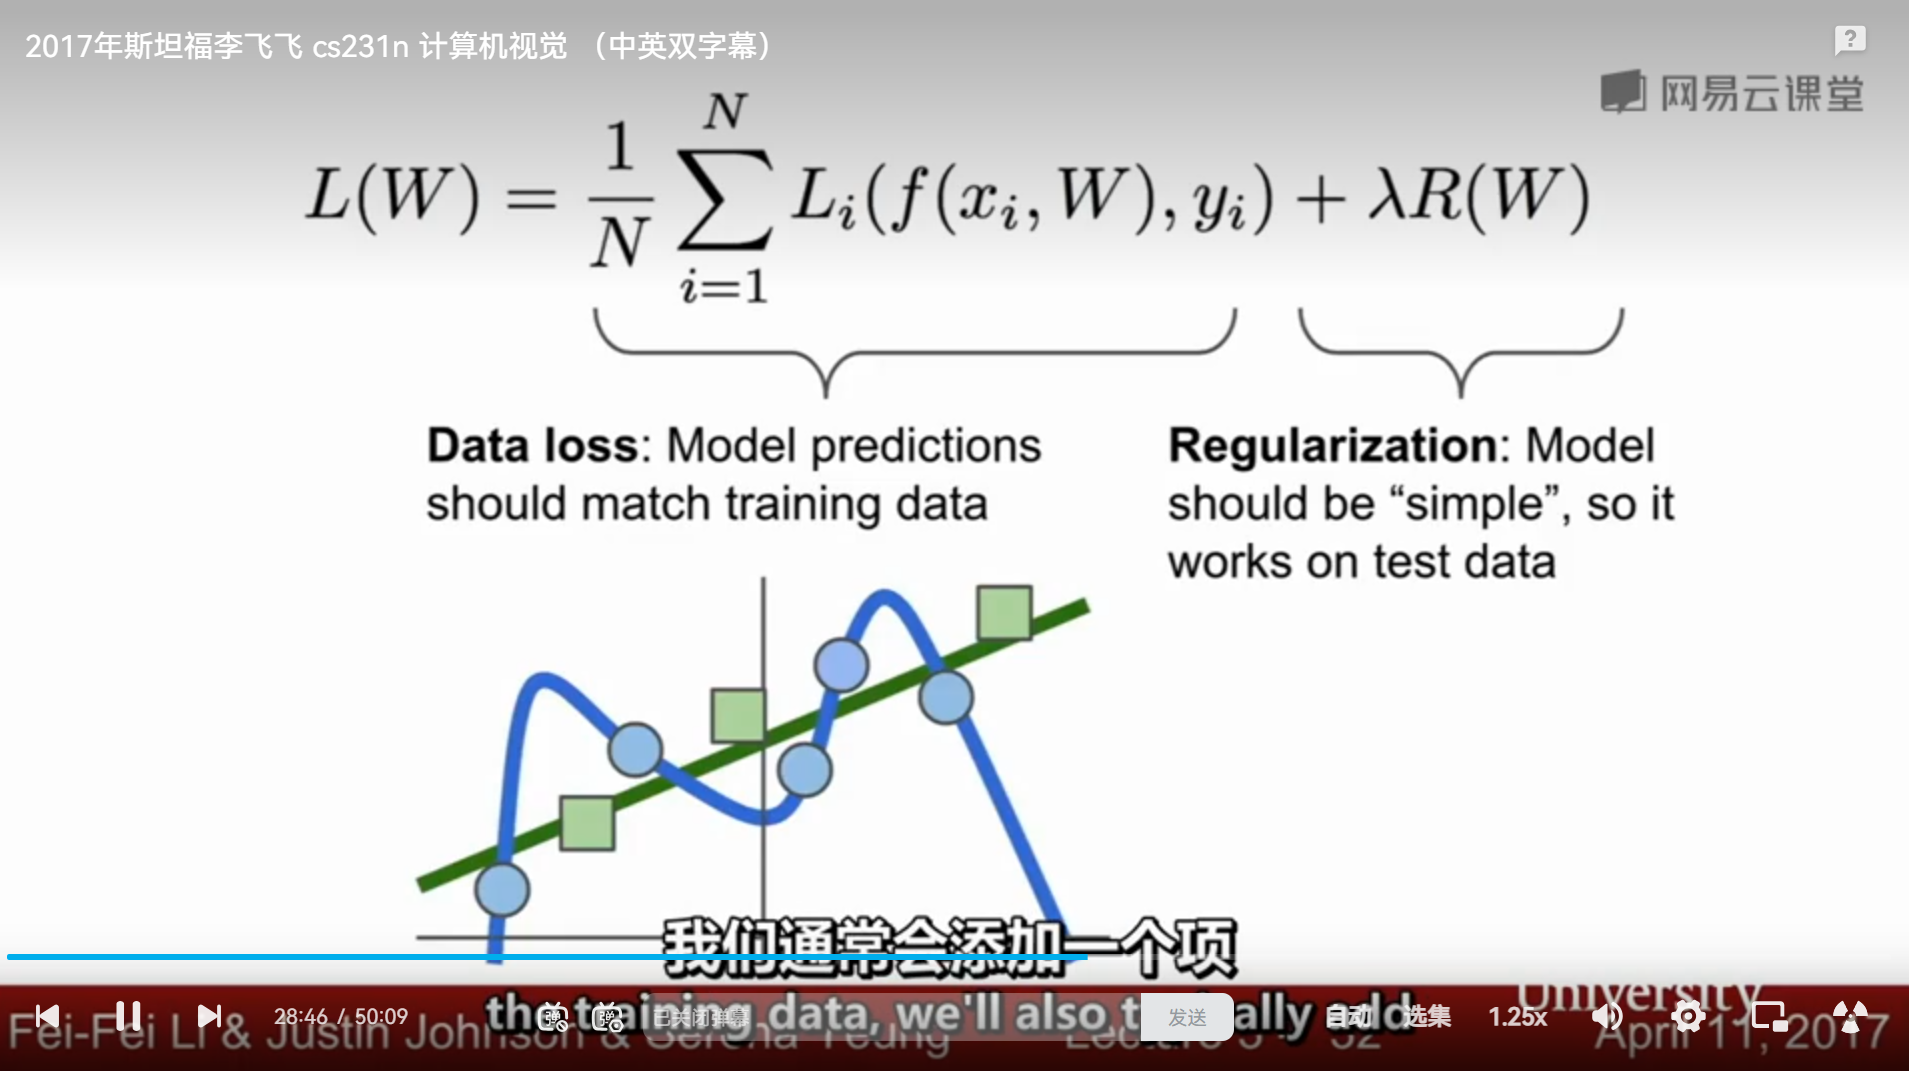 2017年斯坦福李飞飞 cs231n 计算机视觉 （中英双字幕）
?
网易云课堂
L(W) = \frac{1}{N} \sum_{i=1}^{N} L_i(f(x_i, W), y_i) + λR(W)
Data loss: Model predictions
should match training data
Regularization: Model
should be “simple”, so it
works on test data
我们通常会添加一个项
the training data, we'll also add
28:46 / 50:09
弹
弹
已关闭弹幕
发送
自动
选集
1.25x
University
Fei-Fei Li & Justin Johnson & Serena Yeung
Lecture 3 - 32
April 11, 2017